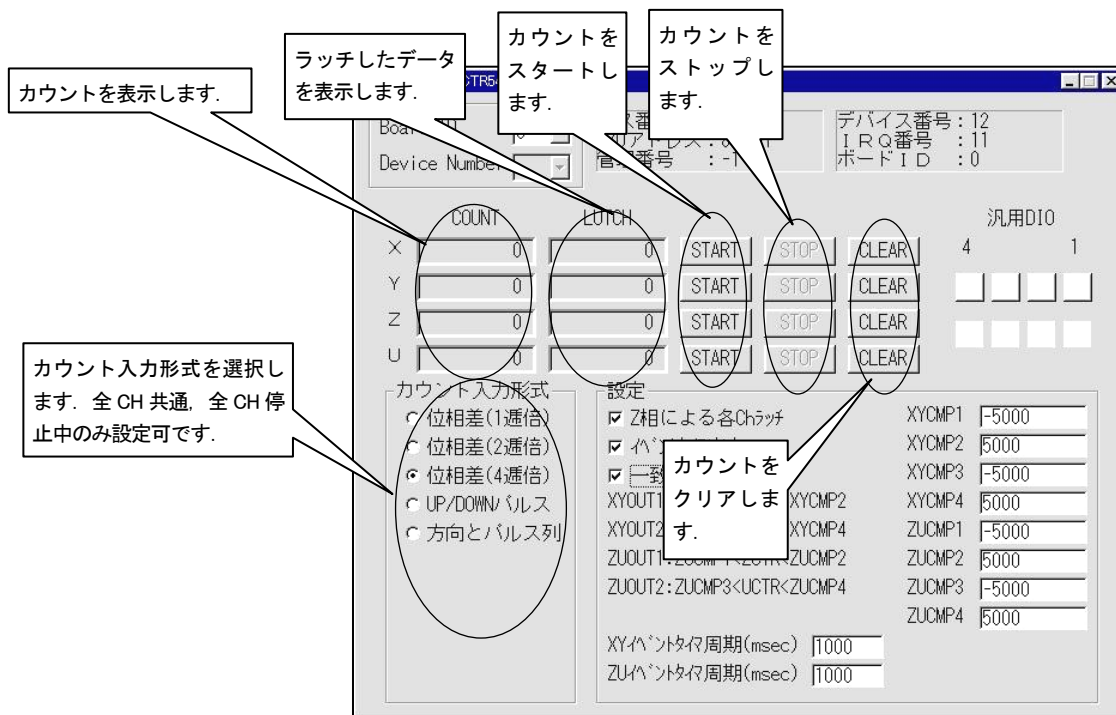 カウントを表示します.
ラッチしたデータ
を表示します.
カウントを
スタートし
ます.
カウントを
ストップし
ます.
デバイス番号:12
IRQ番号 :11
管理番号 :-1
ボードID :0
Device Number
COUNT
LUTCH
汎用DIO
4 1
X 0 0 START STOP CLEAR
Y 0 0 START STOP CLEAR
Z 0 0 START STOP CLEAR
U 0 0 START STOP CLEAR
カウント入力形式を選択し
ます. 全 CH 共通, 全 CH 停
止中のみ設定可です.
カウント入力形式
位相差(1逓倍)
位相差(2逓倍)
位相差(4逓倍)
UP/DOWNパルス
方向とパルス列
設定
Z相による各Chラッチ
カウントを
クリアしま
す.
XYOUT1
XYCMP2
XYOUT2
XYCMP4
ZUOUT1:ZUCMP1<ZCTR<ZUCMP2
ZUOUT2:ZUCMP3<UCTR<ZUCMP4
XYCMP1 -5000
XYCMP2 5000
XYCMP3 -5000
XYCMP4 5000
ZUCMP1 -5000
ZUCMP2 5000
ZUCMP3 -5000
ZUCMP4 5000
XYイベントタイマ周期(msec) 1000
ZUイベントタイマ周期(msec) 1000